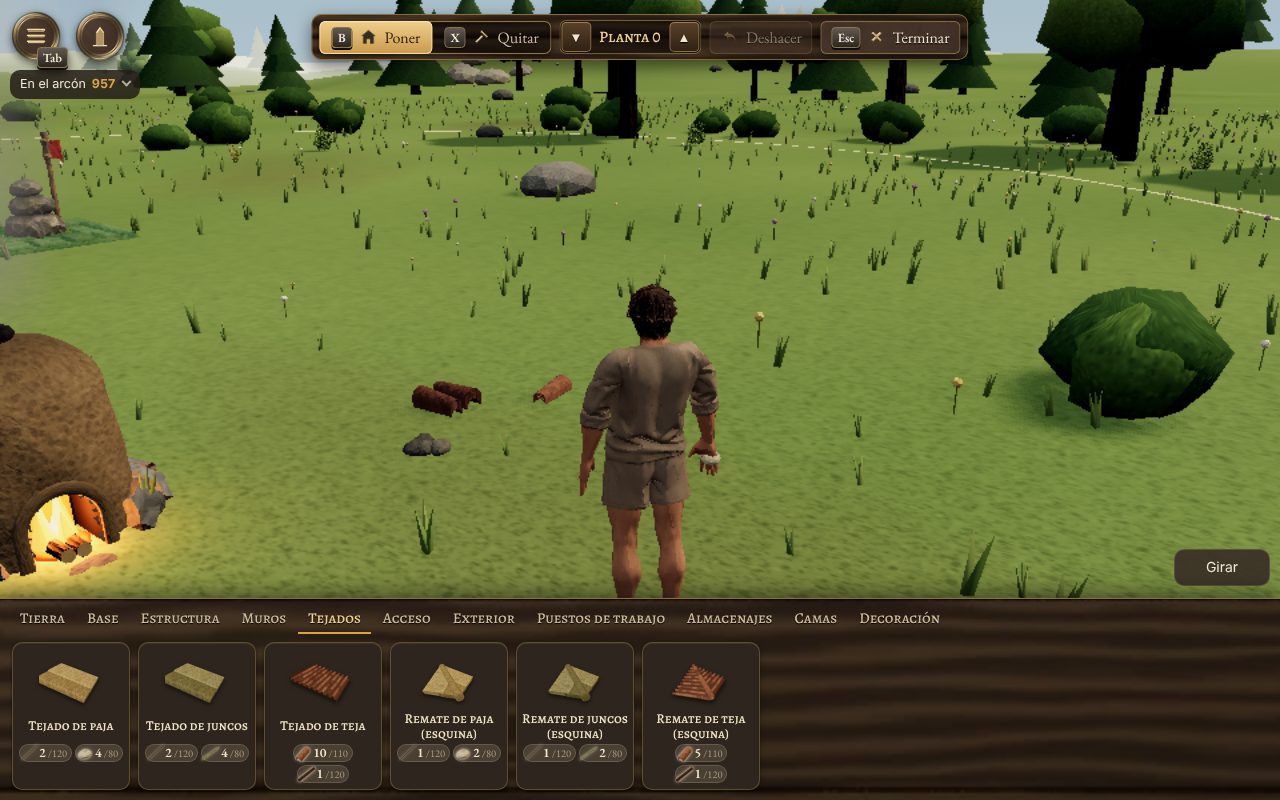 B Poner X Quitar ▼ Planta 0 ▲ Deshacer Esc ✕ Terminar
Tab
En el arcón 957
Girar
Tierra Base Estructura Muros Tejados Acceso Exterior Puestos de trabajo Almacenajes Camas Decoración
Tejado de paja
2 /120 4 /80
Tejado de juncos
2 /120 4 /80
Tejado de teja
10 /110
1 /120
Remate de paja
(esquina)
1 /120 2 /80
Remate de juncos
(esquina)
1 /120 2 /80
Remate de teja
(esquina)
5 /110
1 /120